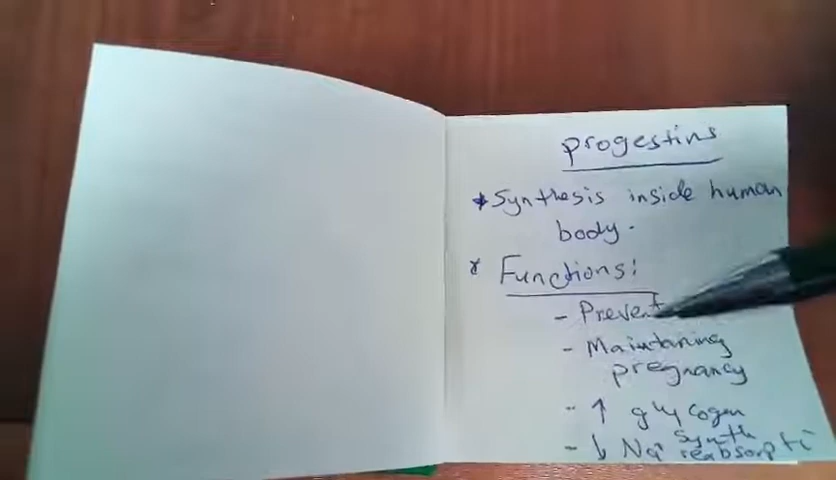 progestins
* Synthesis inside human
body.
* Functions:
- Prevent
- Maintaining
pregnancy
- ↑ glycogen
synth
- ↓ Na⁺ reabsorpti